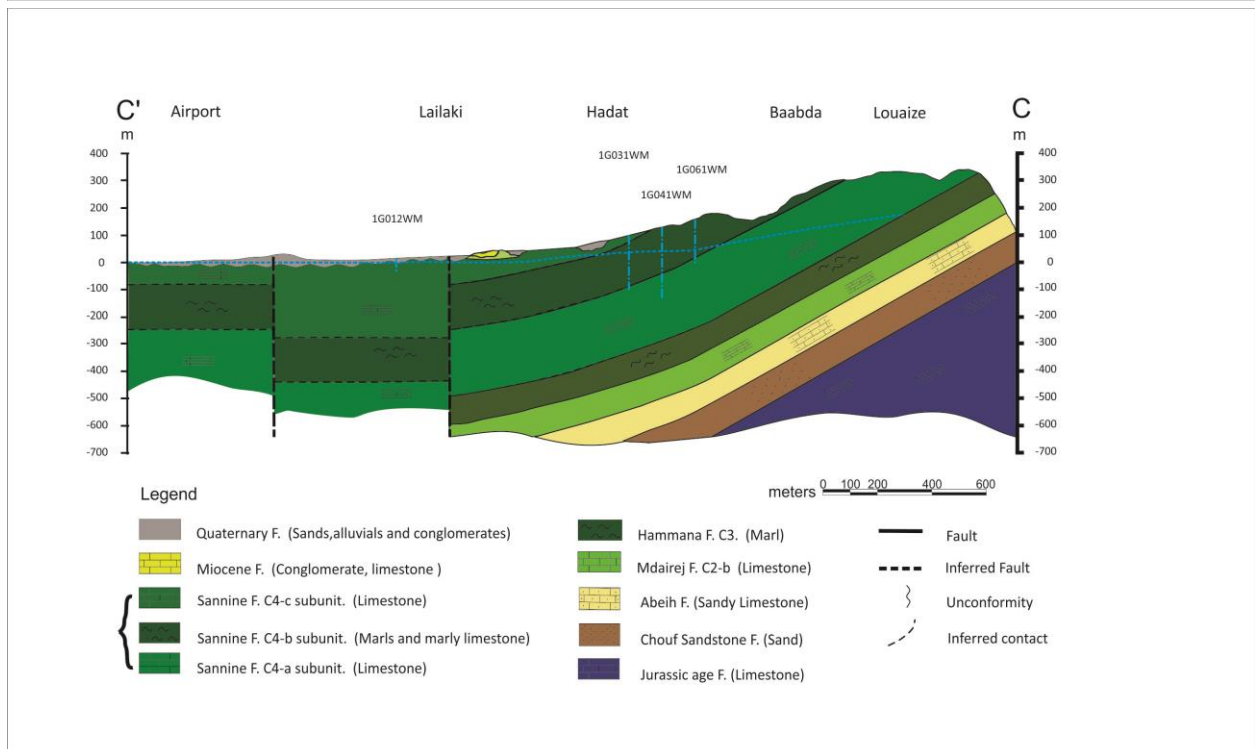 Airport Lailaki Hadat Baabda Louaize
C' C
m m
1G031WM
1G061WM
1G041WM
1G012WM
400 400
300 300
200 200
100 100
0 0
-100 -100
-200 -200
-300 -300
-400 -400
-500 -500
-600 -600
-700 -700
meters 0 100 200 400 600
Legend
Quaternary F. (Sands,alluvials and conglomerates)
Miocene F. (Conglomerate, limestone )
Sannine F. C4-c subunit. (Limestone)
Sannine F. C4-b subunit. (Marls and marly limestone)
Sannine F. C4-a subunit. (Limestone)
Hammana F. C3. (Marl)
Mdairej F. C2-b (Limestone)
Abeih F. (Sandy Limestone)
Chouf Sandstone F. (Sand)
Jurassic age F. (Limestone)
Fault
Inferred Fault
Unconformity
Inferred contact